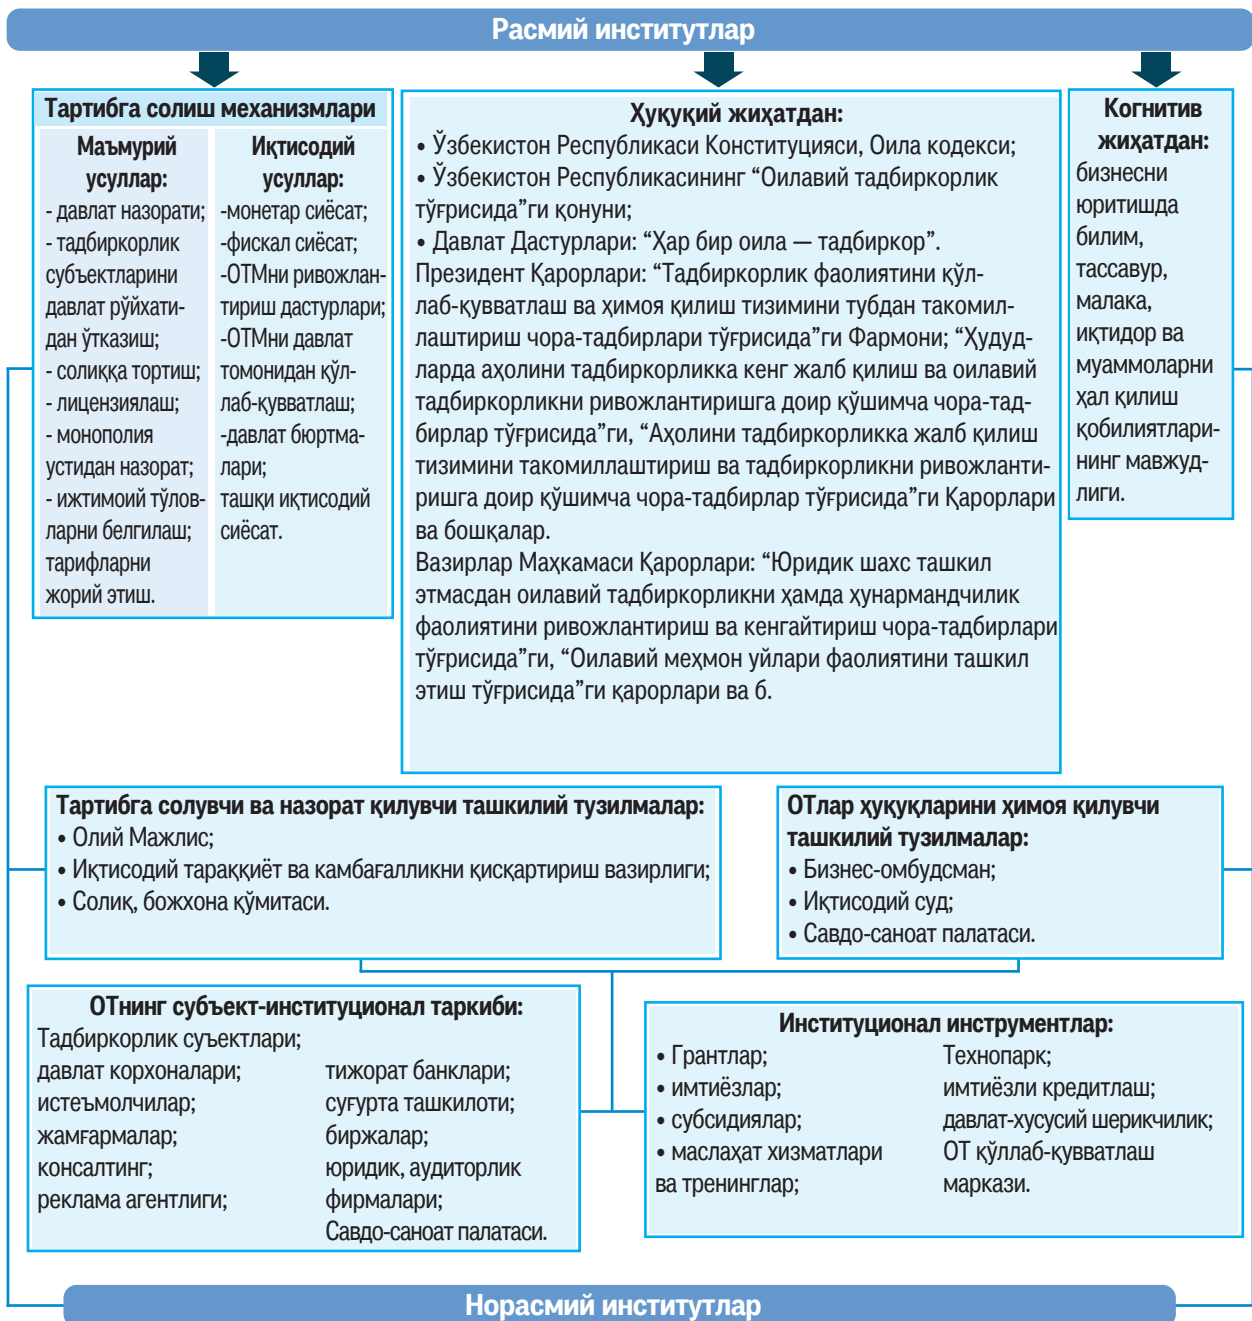 Расмий институтлар
Тартибга солиш механизмлари
Маъмурий
усуллар:
- давлат назорати;
- тадбиркорлик
субъектларини
давлат рўйхати-
дан ўтказиш;
- солиққа тортиш;
- лицензиялаш;
- монополия
устидан назорат;
- ижтимоий тўлов-
ларни белгилаш;
тарифларни
жорий этиш.
Иқтисодий
усуллар:
-монетар сиёсат;
-фискал сиёсат;
-ОТМни ривожлан-
тириш дастурлари;
-ОТМни давлат
томонидан қўл-
лаб-қувватлаш;
-давлат бюртма-
лари;
ташқи иқтисодий
сиёсат.
Ҳуқуқий жиҳатдан:
• Ўзбекистон Республикаси Конституцияси, Оила кодекси;
• Ўзбекистон Республикасининг “Оилавий тадбиркорлик
тўғрисида”ги қонуни;
• Давлат Дастурлари: “Ҳар бир оила — тадбиркор”.
Президент Қарорлари: “Тадбиркорлик фаолиятини қўл-
лаб-қувватлаш ва ҳимоя қилиш тизимини тубдан такомил-
лаштириш чора-тадбирлари тўғрисида”ги Фармони; “Ҳудуд-
ларда аҳолини тадбиркорликка кенг жалб қилиш ва оилавий
тадбиркорликни ривожлантиришга доир қўшимча чора-тад-
бирлар тўғрисида”ги, “Аҳолини тадбиркорликка жалб қилиш
тизимини такомиллаштириш ва тадбиркорликни ривожланти-
ришга доир қўшимча чора-тадбирлар тўғрисида”ги Қарорлари
ва бошқалар.
Вазирлар Маҳкамаси Қарорлари: “Юридик шахс ташкил
этмасдан оилавий тадбиркорликни ҳамда ҳунармандчилик
фаолиятини ривожлантириш ва кенгайтириш чора-тадбирлари
тўғрисида”ги, “Оилавий меҳмон уйлари фаолиятини ташкил
этиш тўғрисида”ги қарорлари ва б.
Когнитив
жиҳатдан:
бизнесни
юритишда
билим,
тассавур,
малака,
иқтидор ва
муаммоларни
ҳал қилиш
қобилиятлари-
нинг мавжуд-
лиги.
Тартибга солувчи ва назорат қилувчи ташкилий тузилмалар:
• Олий Мажлис;
• Иқтисодий тараққиёт ва камбағалликни қисқартириш вазирлиги;
• Солиқ, божхона қўмитаси.
ОТлар ҳуқуқларини ҳимоя қилувчи
ташкилий тузилмалар:
• Бизнес-омбудсман;
• Иқтисодий суд;
• Савдо-саноат палатаси.
ОТнинг субъект-институционал таркиби:
Тадбиркорлик суъектлари;
давлат корхоналари;
истеъмолчилар;
жамғармалар;
консалтинг;
реклама агентлиги;
тижорат банклари;
суғурта ташкилоти;
биржалар;
юридик, аудиторлик
фирмалари;
Савдо-саноат палатаси.
Институционал инструментлар:
• Грантлар;
• имтиёзлар;
• субсидиялар;
• маслаҳат хизматлари
ва тренинглар;
Технопарк;
имтиёзли кредитлаш;
давлат-хусусий шерикчилик;
ОТ қўллаб-қувватлаш
маркази.
Норасмий институтлар